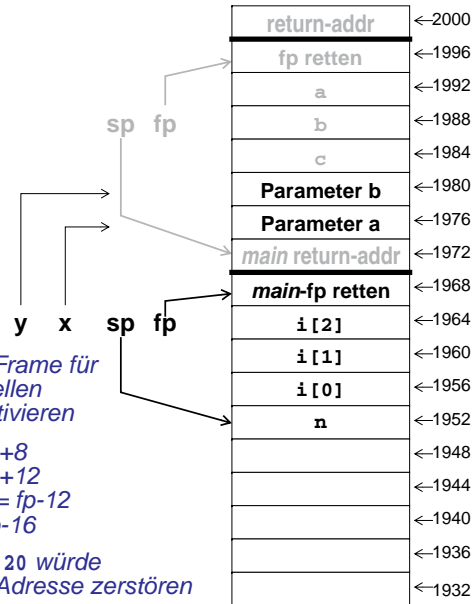 return-addr ←2000
fp retten ←1996
a ←1992
sp fp b ←1988
c ←1984
Parameter b ←1980
Parameter a ←1976
main return-addr ←1972
main-fp retten ←1968
y x sp fp i[2] ←1964
Frame für i[1] ←1960
ellen i[0] ←1956
tivieren n ←1952
+8 ←1948
+12 ←1944
= fp-12 ←1940
-16 ←1936
20 würde
Adresse zerstören ←1932